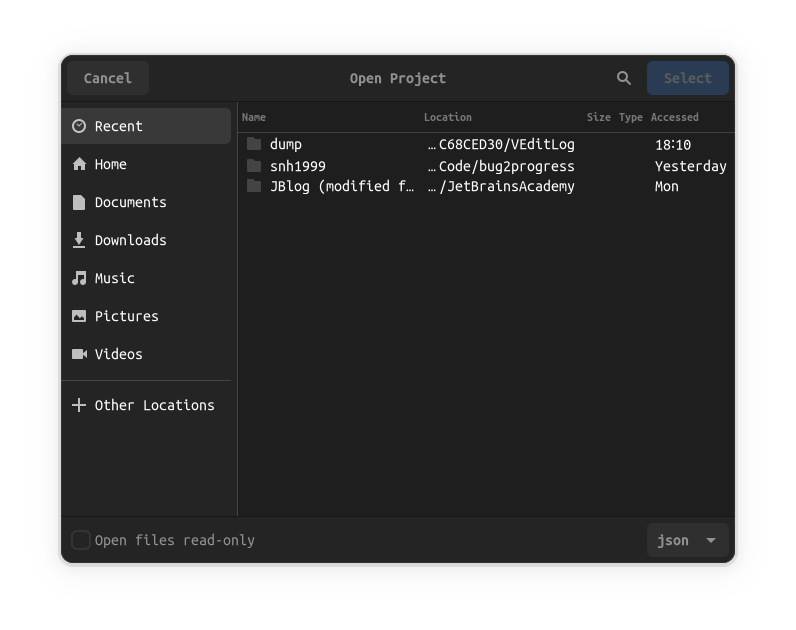 Cancel Open Project Select
Recent
Home
Documents
Downloads
Music
Pictures
Videos
Other Locations
Name Location Size Type Accessed
dump …C68CED30/VEditLog 18:10
snh1999 …Code/bug2progress Yesterday
JBlog (modified f… …/JetBrainsAcademy Mon
Open files read-only json